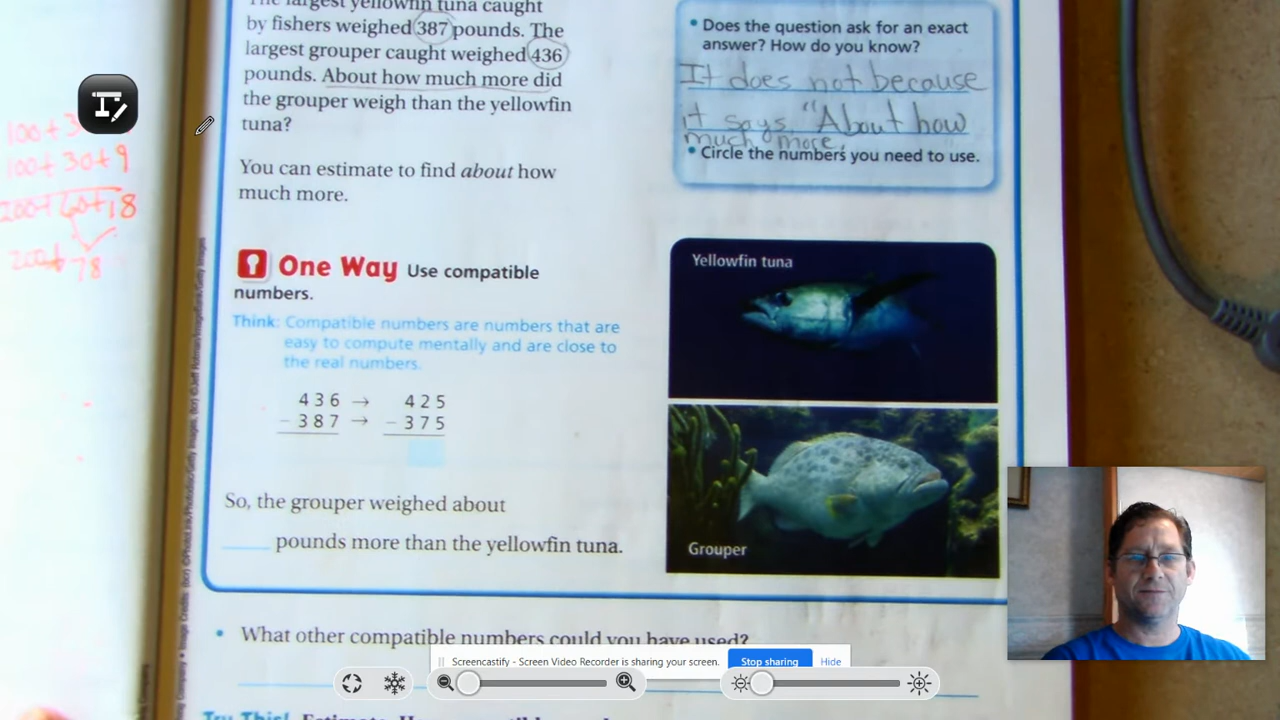 The largest yellowfin tuna caught
by fishers weighed 387 pounds. The
largest grouper caught weighed 436
pounds. About how much more did
the grouper weigh than the yellowfin
tuna?
You can estimate to find about how
much more.
• Does the question ask for an exact
answer? How do you know?
It does not because
it says, "About how
much more,
• Circle the numbers you need to use.
100 + 30 + 9
200 + 60 + 18
200 + 78
One Way Use compatible
numbers.
Think: Compatible numbers are numbers that are
easy to compute mentally and are close to
the real numbers.
436 → 425
- 387 → - 375
So, the grouper weighed about
____ pounds more than the yellowfin tuna.
Yellowfin tuna
Grouper
• What other compatible numbers could you have used?
Screencastify - Screen Video Recorder is sharing your screen. Stop sharing Hide